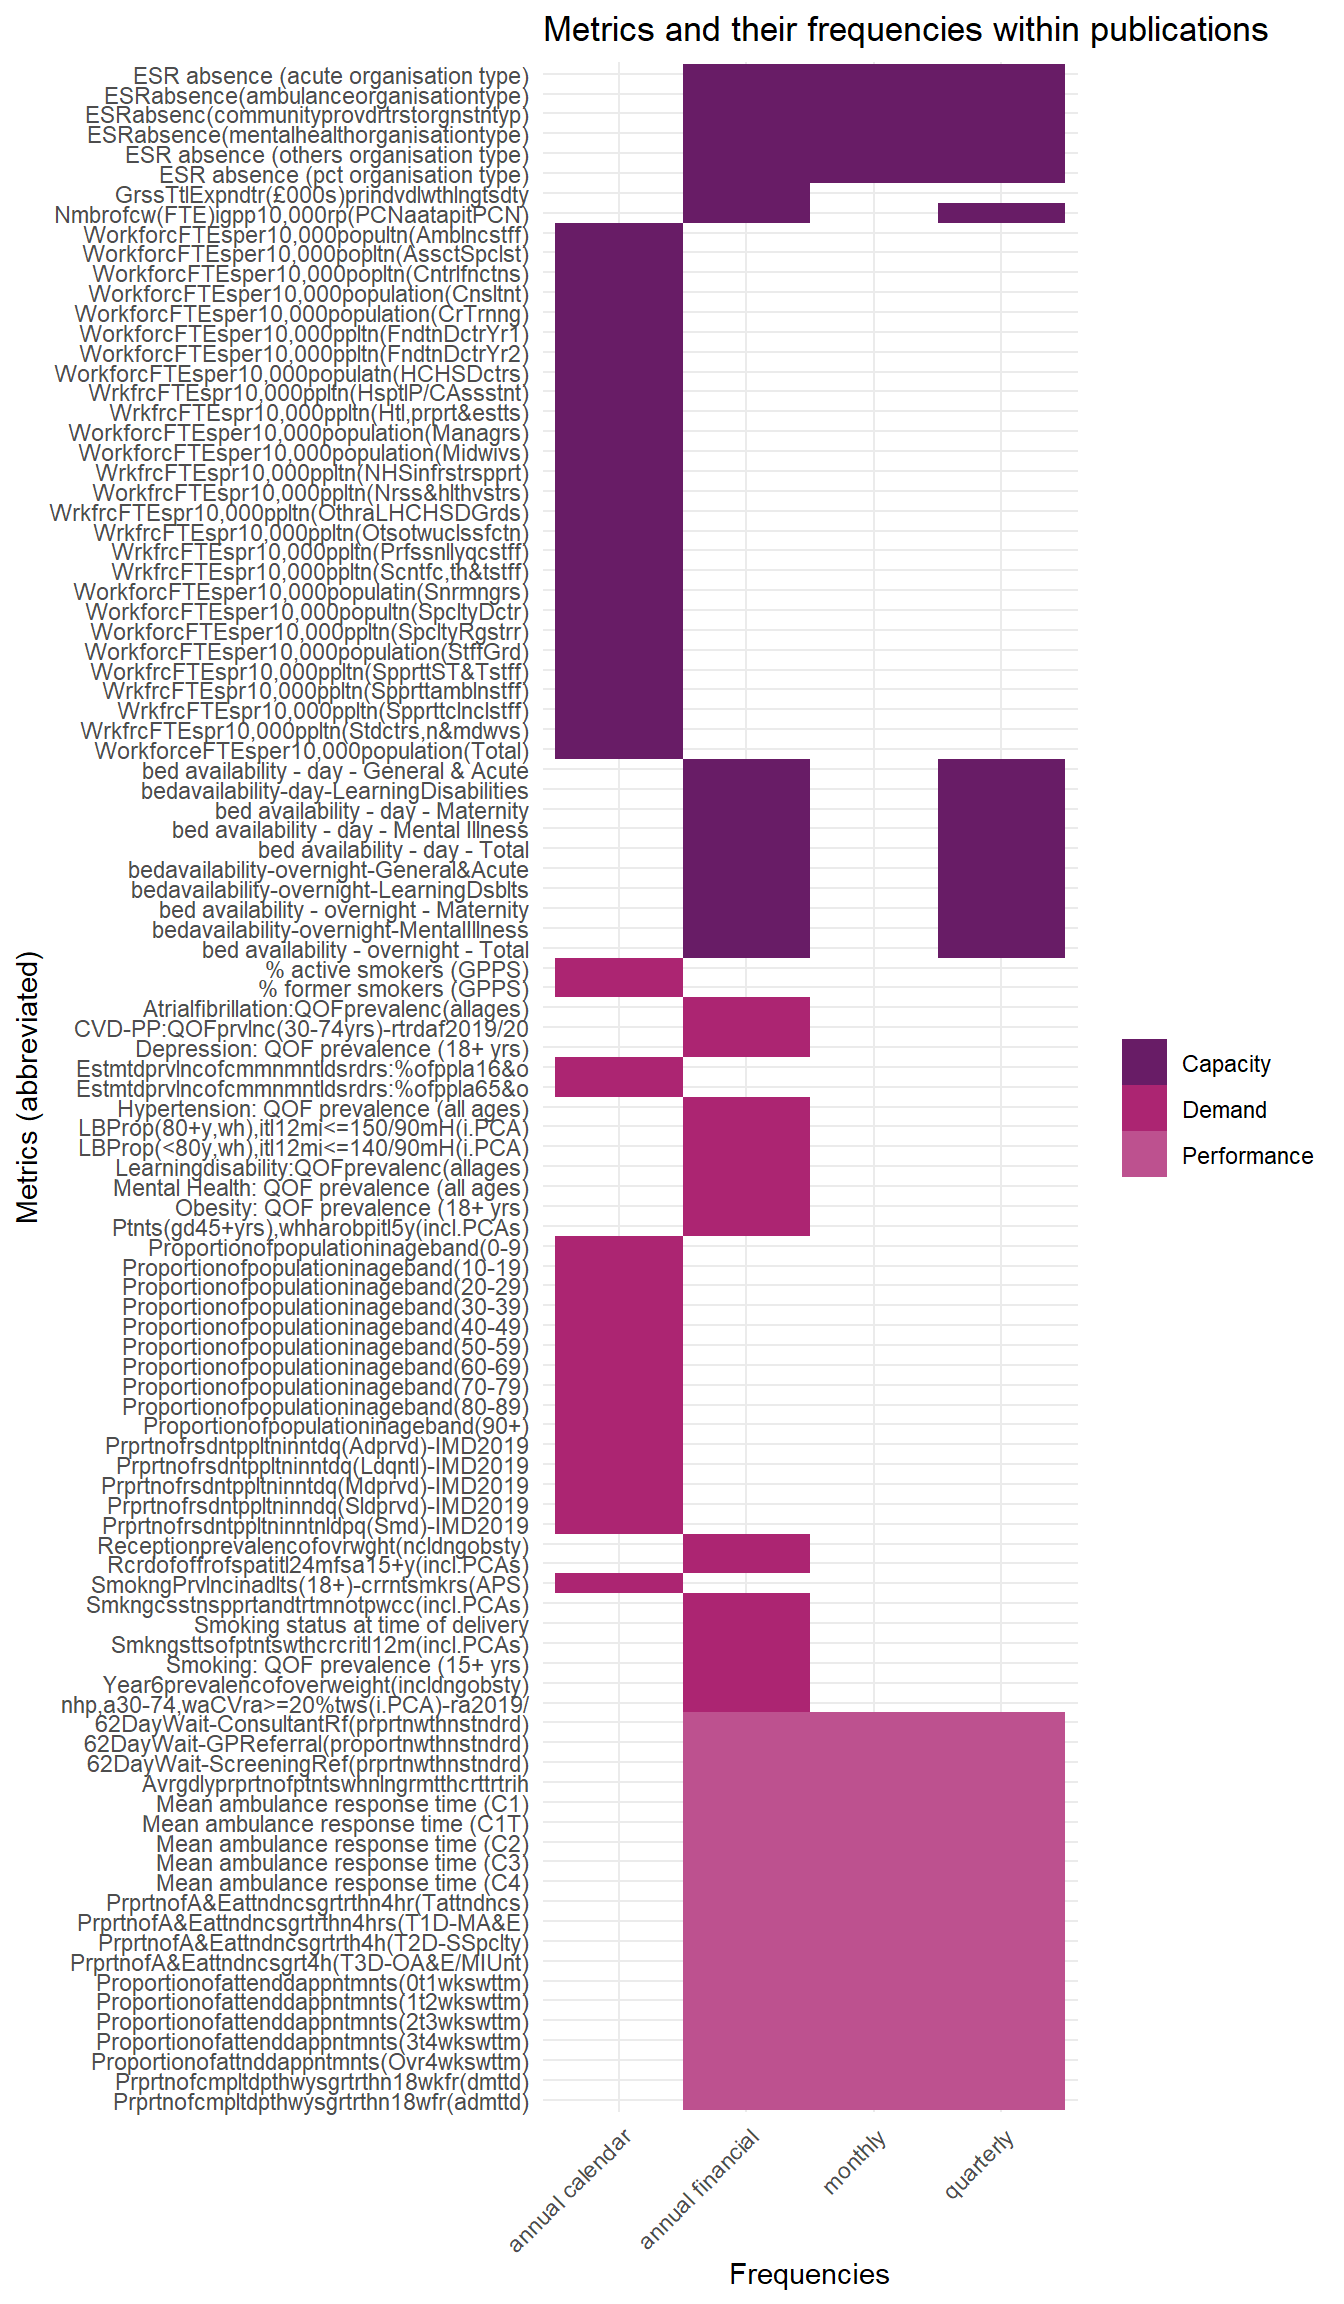 Metrics and their frequencies within publications
ESR absence (acute organisation type)
ESRabsence(ambulanceorganisationtype)
ESRabsenc(communityprovdrtrstorgnstntyp)
ESRabsence(mentalhealthorganisationtype)
ESR absence (others organisation type)
ESR absence (pct organisation type)
GrssTtlExpndtr(£000s)prindvdlwthlngtsdty
Nmbrofcw(FTE)igpp10,000rp(PCNaatapitPCN)
WorkforcFTEsper10,000popultn(Amblncstff)
WorkforcFTEsper10,000popltn(AssctSpclst)
WorkforcFTEsper10,000popltn(Cntrlfnctns)
WorkforcFTEsper10,000population(Cnsltnt)
WorkforcFTEsper10,000population(CrTrnng)
WorkforcFTEsper10,000ppltn(FndtnDctrYr1)
WorkforcFTEsper10,000ppltn(FndtnDctrYr2)
WorkforcFTEsper10,000populatn(HCHSDctrs)
WrkfrcFTEspr10,000ppltn(HsptlP/CAssstnt)
WrkfrcFTEspr10,000ppltn(Htl,prprt&estts)
WorkforcFTEsper10,000population(Managrs)
WorkforcFTEsper10,000population(Midwivs)
WrkfrcFTEspr10,000ppltn(NHSinfrstrspprt)
WorkfrcFTEspr10,000ppltn(Nrss&hlthvstrs)
WrkfrcFTEspr10,000ppltn(OthraLHCHSDGrds)
WrkfrcFTEspr10,000ppltn(Otsotwuclssfctn)
WrkfrcFTEspr10,000ppltn(Prfssnllyqcstff)
WrkfrcFTEspr10,000ppltn(Scntfc,th&tstff)
WorkforcFTEsper10,000populatin(Snrmngrs)
WorkforcFTEsper10,000popultn(SpcltyDctr)
WorkforcFTEsper10,000ppltn(SpcltyRgstrr)
WorkforcFTEsper10,000population(StffGrd)
WorkfrcFTEspr10,000ppltn(SpprttST&Tstff)
WrkfrcFTEspr10,000ppltn(Spprttamblnstff)
WrkfrcFTEspr10,000ppltn(Spprttclnclstff)
WrkfrcFTEspr10,000ppltn(Stdctrs,n&mdwvs)
WorkforceFTEsper10,000population(Total)
bed availability - day - General & Acute
bedavailability-day-LearningDisabilities
bed availability - day - Maternity
bed availability - day - Mental Illness
bed availability - day - Total
bedavailability-overnight-General&Acute
bedavailability-overnight-LearningDsblts
bed availability - overnight - Maternity
bedavailability-overnight-MentalIllness
bed availability - overnight - Total
% active smokers (GPPS)
% former smokers (GPPS)
Atrialfibrillation:QOFprevalenc(allages)
CVD-PP:QOFprvlnc(30-74yrs)-rtrdaf2019/20
Depression: QOF prevalence (18+ yrs)
Estmtdprvlncofcmmnmntldsrdrs:%ofppla16&o
Estmtdprvlncofcmmnmntldsrdrs:%ofppla65&o
Hypertension: QOF prevalence (all ages)
LBProp(80+y,wh),itl12mi<=150/90mH(i.PCA)
LBProp(<80y,wh),itl12mi<=140/90mH(i.PCA)
Learningdisability:QOFprevalenc(allages)
Mental Health: QOF prevalence (all ages)
Obesity: QOF prevalence (18+ yrs)
Ptnts(gd45+yrs),whharobpitl5y(incl.PCAs)
Proportionofpopulationinageband(0-9)
Proportionofpopulationinageband(10-19)
Proportionofpopulationinageband(20-29)
Proportionofpopulationinageband(30-39)
Proportionofpopulationinageband(40-49)
Proportionofpopulationinageband(50-59)
Proportionofpopulationinageband(60-69)
Proportionofpopulationinageband(70-79)
Proportionofpopulationinageband(80-89)
Proportionofpopulationinageband(90+)
Prprtnofrsdntppltninntdq(Adprvd)-IMD2019
Prprtnofrsdntppltninntdq(Ldqntl)-IMD2019
Prprtnofrsdntppltninntdq(Mdprvd)-IMD2019
Prprtnofrsdntppltninndq(Sldprvd)-IMD2019
Prprtnofrsdntppltninntnldpq(Smd)-IMD2019
Receptionprevalencofovrwght(ncldngobsty)
Rcrdofoffrofspatitl24mfsa15+y(incl.PCAs)
SmokngPrvlncinadlts(18+)-crrntsmkrs(APS)
Smkngcsstnspprtandtrtmnotpwcc(incl.PCAs)
Smoking status at time of delivery
Smkngsttsofptntswthcrcritl12m(incl.PCAs)
Smoking: QOF prevalence (15+ yrs)
Year6prevalencofoverweight(incldngobsty)
nhp,a30-74,waCVra>=20%tws(i.PCA)-ra2019/
62DayWait-ConsultantRf(prprtnwthnstndrd)
62DayWait-GPReferral(proportnwthnstndrd)
62DayWait-ScreeningRef(prprtnwthnstndrd)
Avrgdlyprprtnofptntswhnlngrmtthcrttrtrih
Mean ambulance response time (C1)
Mean ambulance response time (C1T)
Mean ambulance response time (C2)
Mean ambulance response time (C3)
Mean ambulance response time (C4)
PrprtnofA&Eattndncsgrtrthn4hr(Tattndncs)
PrprtnofA&Eattndncsgrtrthn4hrs(T1D-MA&E)
PrprtnofA&Eattndncsgrtrth4h(T2D-SSpclty)
PrprtnofA&Eattndncsgrt4h(T3D-OA&E/MIUnt)
Proportionofattenddappntmnts(0t1wkswttm)
Proportionofattenddappntmnts(1t2wkswttm)
Proportionofattenddappntmnts(2t3wkswttm)
Proportionofattenddappntmnts(3t4wkswttm)
Proportionofattnddappntmnts(Ovr4wkswttm)
Prprtnofcmpltdpthwysgrtrthn18wkfr(dmttd)
Prprtnofcmpltdpthwysgrtrthn18wfr(admttd)
Metrics (abbreviated)
annual calendar
annual financial
monthly
quarterly
Frequencies
Capacity
Demand
Performance